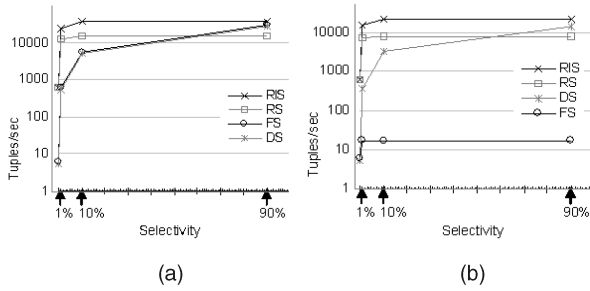 10000
1000
100
10
1
Tuples/sec
RIS
RS
FS
DS
1%
10%
90%
Selectivity
(a)
10000
1000
100
10
1
Tuples/sec
RIS
RS
DS
FS
1%
10%
90%
Selectivity
(b)